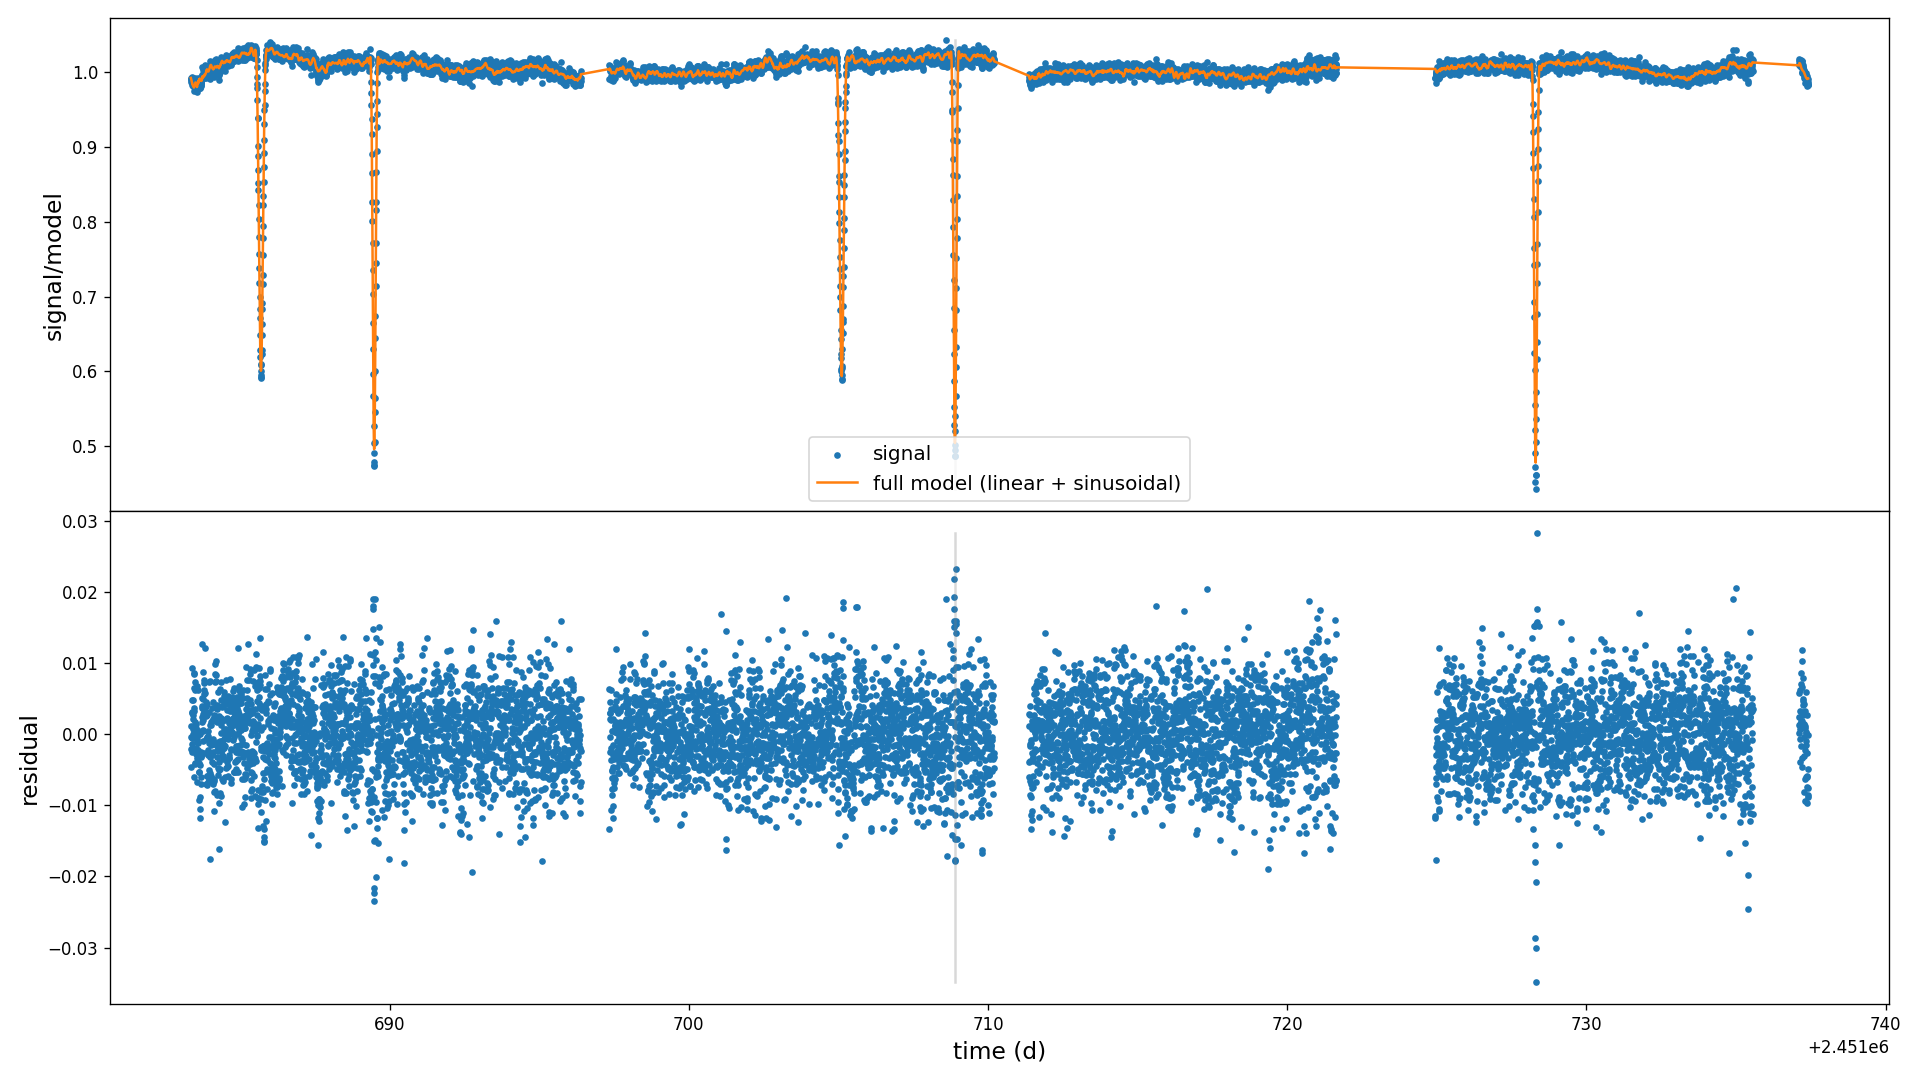 signal/model
1.0
0.9
0.8
0.7
0.6
0.5
signal
full model (linear + sinusoidal)
residual
0.03
0.02
0.01
0.00
−0.01
−0.02
−0.03
690 700 710 720 730 740
time (d)
+2.451e6